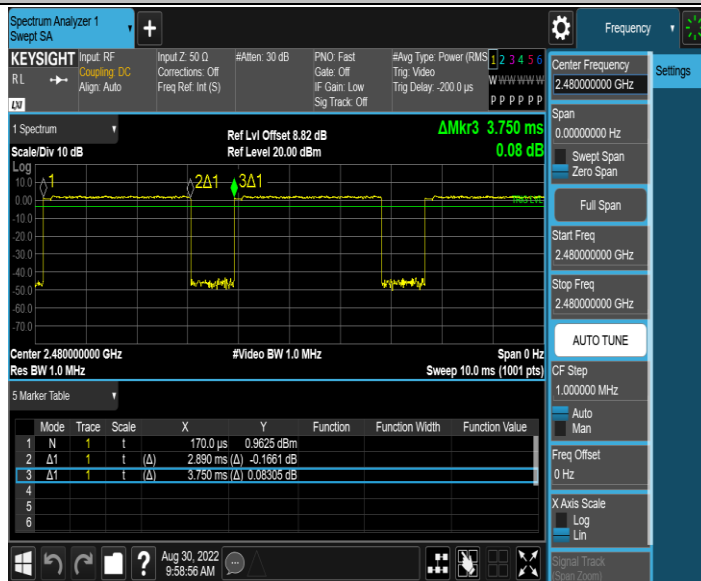 Spectrum Analyzer 1
Swept SA
Frequency
KEYSIGHT
RL
LXI
Input: RF
Coupling: DC
Align: Auto
Input Z: 50 Ω
Corrections: Off
Freq Ref: Int (S)
#Atten: 30 dB
PNO: Fast
Gate: Off
IF Gain: Low
Sig Track: Off
#Avg Type: Power (RMS
Trig: Video
Trig Delay: -200.0 µs
1 2 3 4 5 6
W W W W W W
P P P P P P
1 Spectrum
Scale/Div 10 dB
Ref Lvl Offset 8.82 dB
Ref Level 20.00 dBm
ΔMkr3 3.750 ms
0.08 dB
Log
10.0
0.00
-10.0
-20.0
-30.0
-40.0
-50.0
-60.0
-70.0
1
2Δ1
3Δ1
Center 2.480000000 GHz
#Video BW 1.0 MHz
Span 0 Hz
Res BW 1.0 MHz
Sweep 10.0 ms (1001 pts)
5 Marker Table
Mode Trace Scale X Y Function Function Width Function Value
1 N 1 t 170.0 µs 0.9625 dBm
2 Δ1 1 t (Δ) 2.890 ms (Δ) -0.1661 dB
3 Δ1 1 t (Δ) 3.750 ms (Δ) 0.08305 dB
4
5
6
Aug 30, 2022
9:58:56 AM
Center Frequency
2.480000000 GHz
Settings
Span
0.00000000 Hz
Swept Span
Zero Span
Full Span
Start Freq
2.480000000 GHz
Stop Freq
2.480000000 GHz
AUTO TUNE
CF Step
1.000000 MHz
Auto
Man
Freq Offset
0 Hz
X Axis Scale
Log
Lin
Signal Track
(Span Zoom)